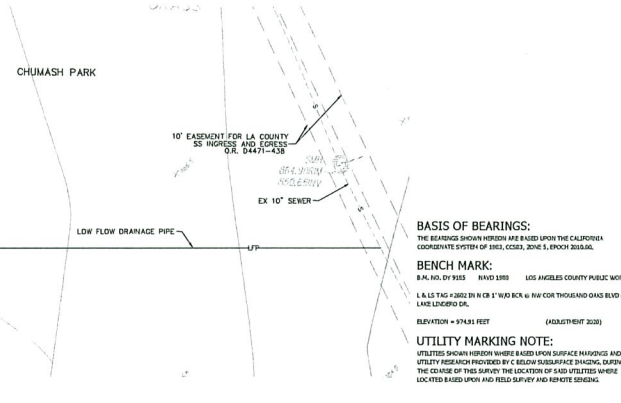 CHUMASH PARK
10' EASEMENT FOR LA COUNTY
SS INGRESS AND EGRESS
O.R. D4471-438
SMH
EX 10" SEWER
S
S
LOW FLOW DRAINAGE PIPE
BASIS OF BEARINGS:
THE BEARINGS SHOWN HEREON ARE BASED UPON THE CALIFORNIA
COORDINATE SYSTEM OF 1983, CCS83, ZONE 5, EPOCH 2010.00.
BENCH MARK:
B.M. NO. DY 9105 NAVD 1988 LOS ANGELES COUNTY PUBLIC WOR
L & LS TAG #2602 IN N CB 1' W/O BCR @ NW COR THOUSAND OAKS BLVD
LAKE LINDERO DR.
ELEVATION = 974.91 FEET (ADJUSTMENT 2020)
UTILITY MARKING NOTE:
UTILITIES SHOWN HEREON WHERE BASED UPON SURFACE MARKINGS AND
UTILITY RESEARCH PROVIDED BY C BELOW SUBSURFACE IMAGING. DURIN
THE COARSE OF THIS SURVEY THE LOCATION OF SAID UTILITIES WHERE
LOCATED BASED UPON AND FIELD SURVEY AND REMOTE SENSING.